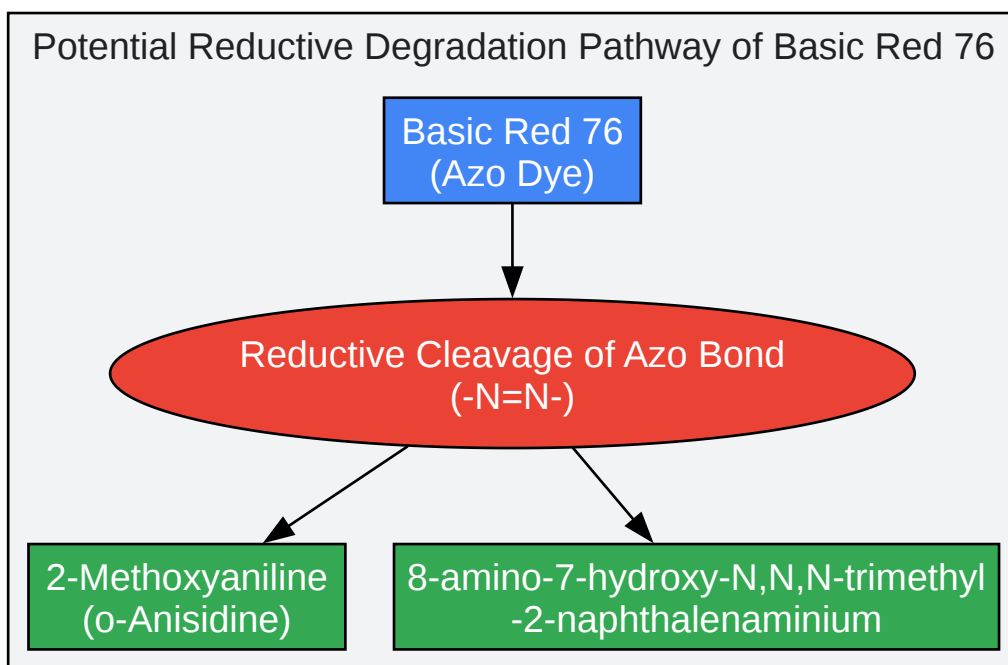 Potential Reductive Degradation Pathway of Basic Red 76
Basic Red 76
(Azo Dye)
Reductive Cleavage of Azo Bond
(-N=N-)
2-Methoxyaniline
(o-Anisidine)
8-amino-7-hydroxy-N,N,N-trimethyl
-2-naphthalenaminium